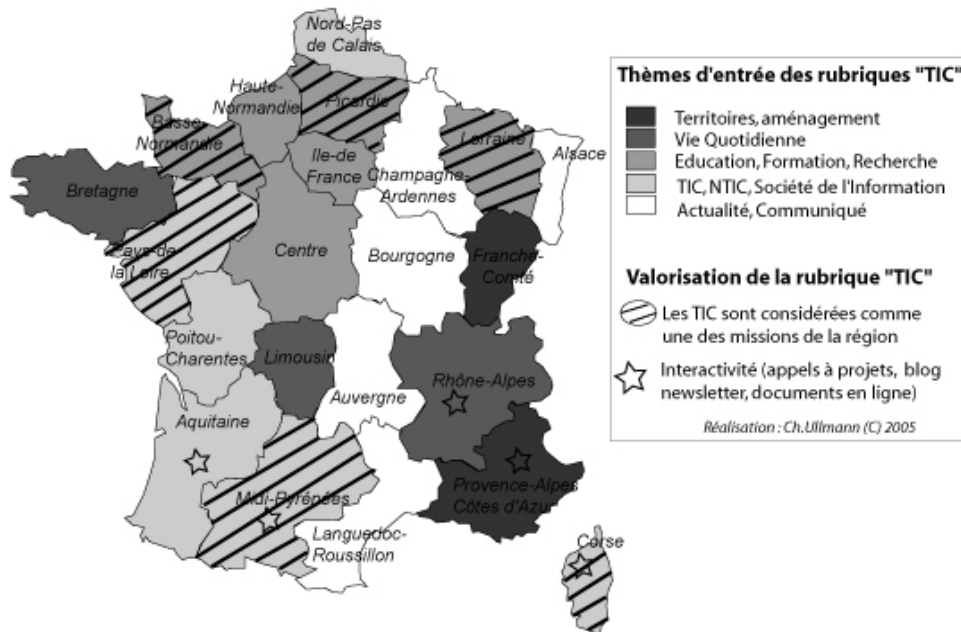 Nord-Pas
de Calais
Haute-
Normandie
Picardie
Basse-
Normandie
Lorraine
Alsace
Ile-de
France
Champagne-
Ardennes
Bretagne
Pays-de
la Loire
Centre
Bourgogne
Franche-
Comté
Poitou-
Charentes
Limousin
Auvergne
Rhône-Alpes
Aquitaine
Midi-Pyrénées
Languedoc-
Roussillon
Provence-Alpes
Côtes d'Azur
Corse
Thèmes d'entrée des rubriques "TIC"
Territoires, aménagement
Vie Quotidienne
Education, Formation, Recherche
TIC, NTIC, Société de l'Information
Actualité, Communiqué
Valorisation de la rubrique "TIC"
Les TIC sont considérées comme
une des missions de la région
Interactivité (appels à projets, blog
newsletter, documents en ligne)
Réalisation : Ch.Ullmann (C) 2005